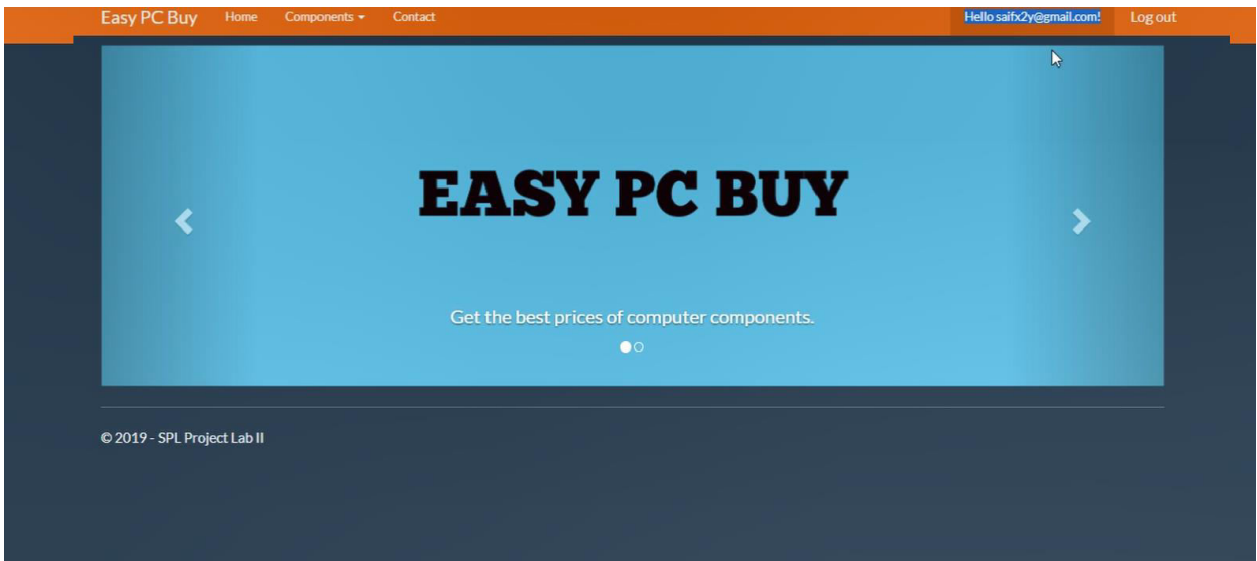 Easy PC Buy Home Components Contact Hello saifx2y@gmail.com! Log out
EASY PC BUY
Get the best prices of computer components.
© 2019 - SPL Project Lab II